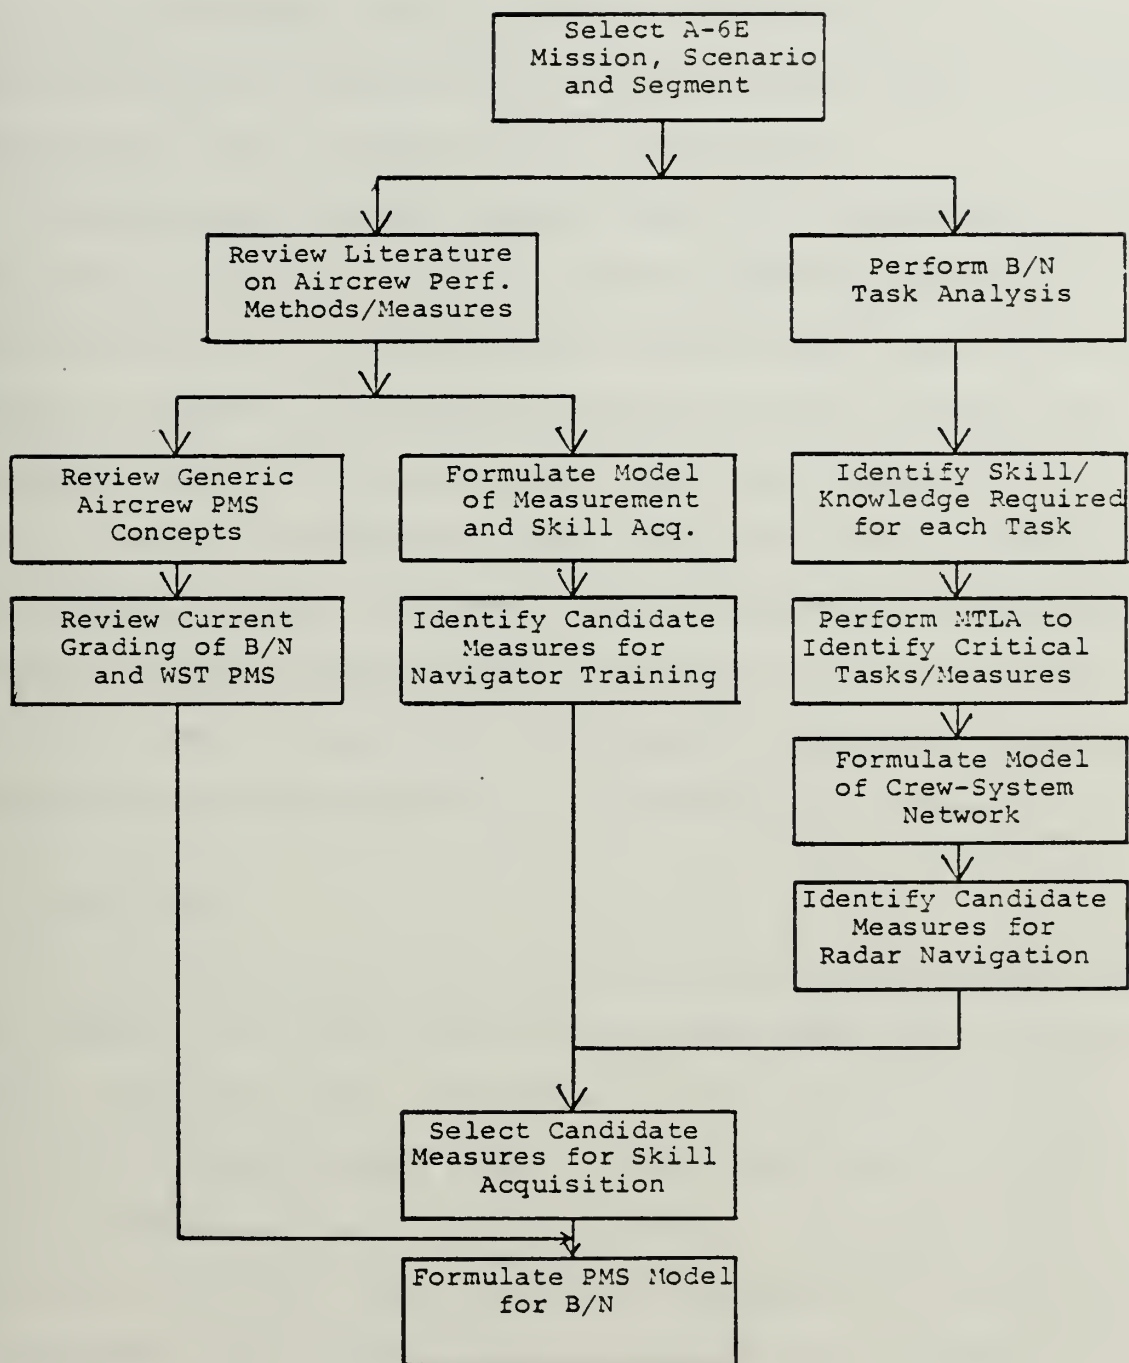 Select A-6E
Mission, Scenario
and Segment
Review Literature
on Aircrew Perf.
Methods/Measures
Perform B/N
Task Analysis
Review Generic
Aircrew PMS
Concepts
Formulate Model
of Measurement
and Skill Acq.
Identify Skill/
Knowledge Required
for each Task
Review Current
Grading of B/N
and WST PMS
Identify Candidate
Measures for
Navigator Training
Perform MTLA to
Identify Critical
Tasks/Measures
Formulate Model
of Crew-System
Network
Identify Candidate
Measures for
Radar Navigation
Select Candidate
Measures for Skill
Acquisition
Formulate PMS Model
for B/N